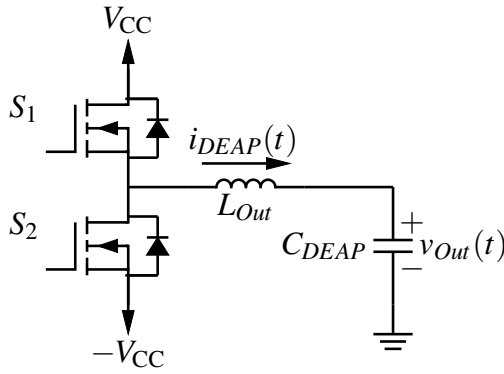 V_CC
S_1
i_DEAP(t)
L_Out
S_2
C_DEAP
+
v_Out(t)
−
−V_CC